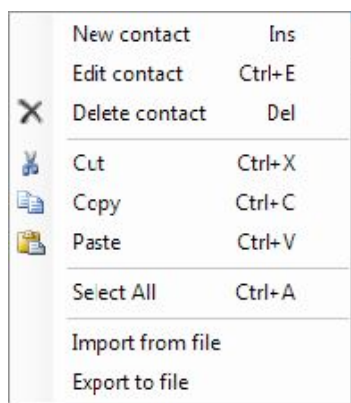 New contact Ins
Edit contact Ctrl+E
Delete contact Del
Cut Ctrl+X
Copy Ctrl+C
Paste Ctrl+V
Select All Ctrl+A
Import from file
Export to file